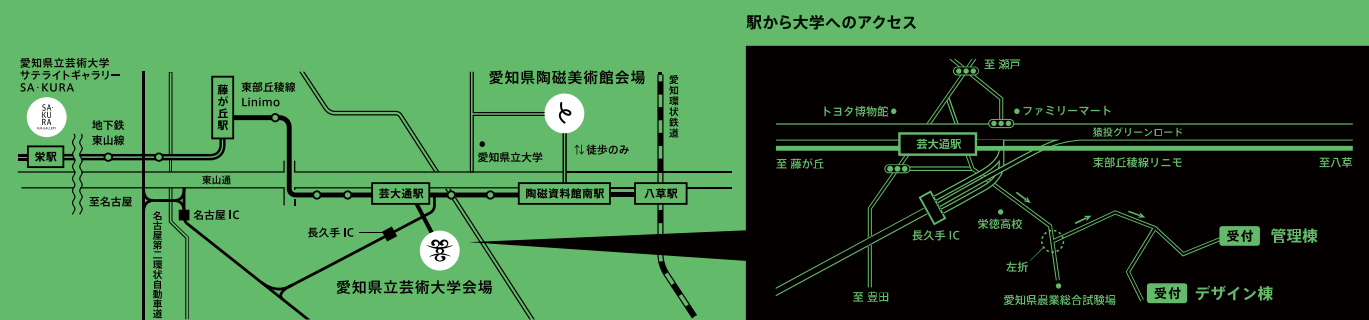 愛知県立芸術大学
サテライトギャラリー
SA・KURA
SA・
KU
RA
栄駅
地下鉄
東山線
至名古屋
名古屋第二環状自動車道
東山通
名古屋 IC
藤が丘駅
東部丘陵線
Linimo
長久手 IC
芸大通駅
愛知県立芸術大学会場
愛知県立大学
愛知県陶磁美術館会場
↑↓ 徒歩のみ
陶磁資料館南駅
八草駅
愛知環状鉄道
駅から大学へのアクセス
至 瀬戸
トヨタ博物館
ファミリーマート
猿投グリーンロード
芸大通駅
至 藤が丘
東部丘陵線リニモ
至八草
長久手 IC
栄徳高校
左折
至 豊田
愛知県農業総合試験場
受付 管理棟
受付 デザイン棟